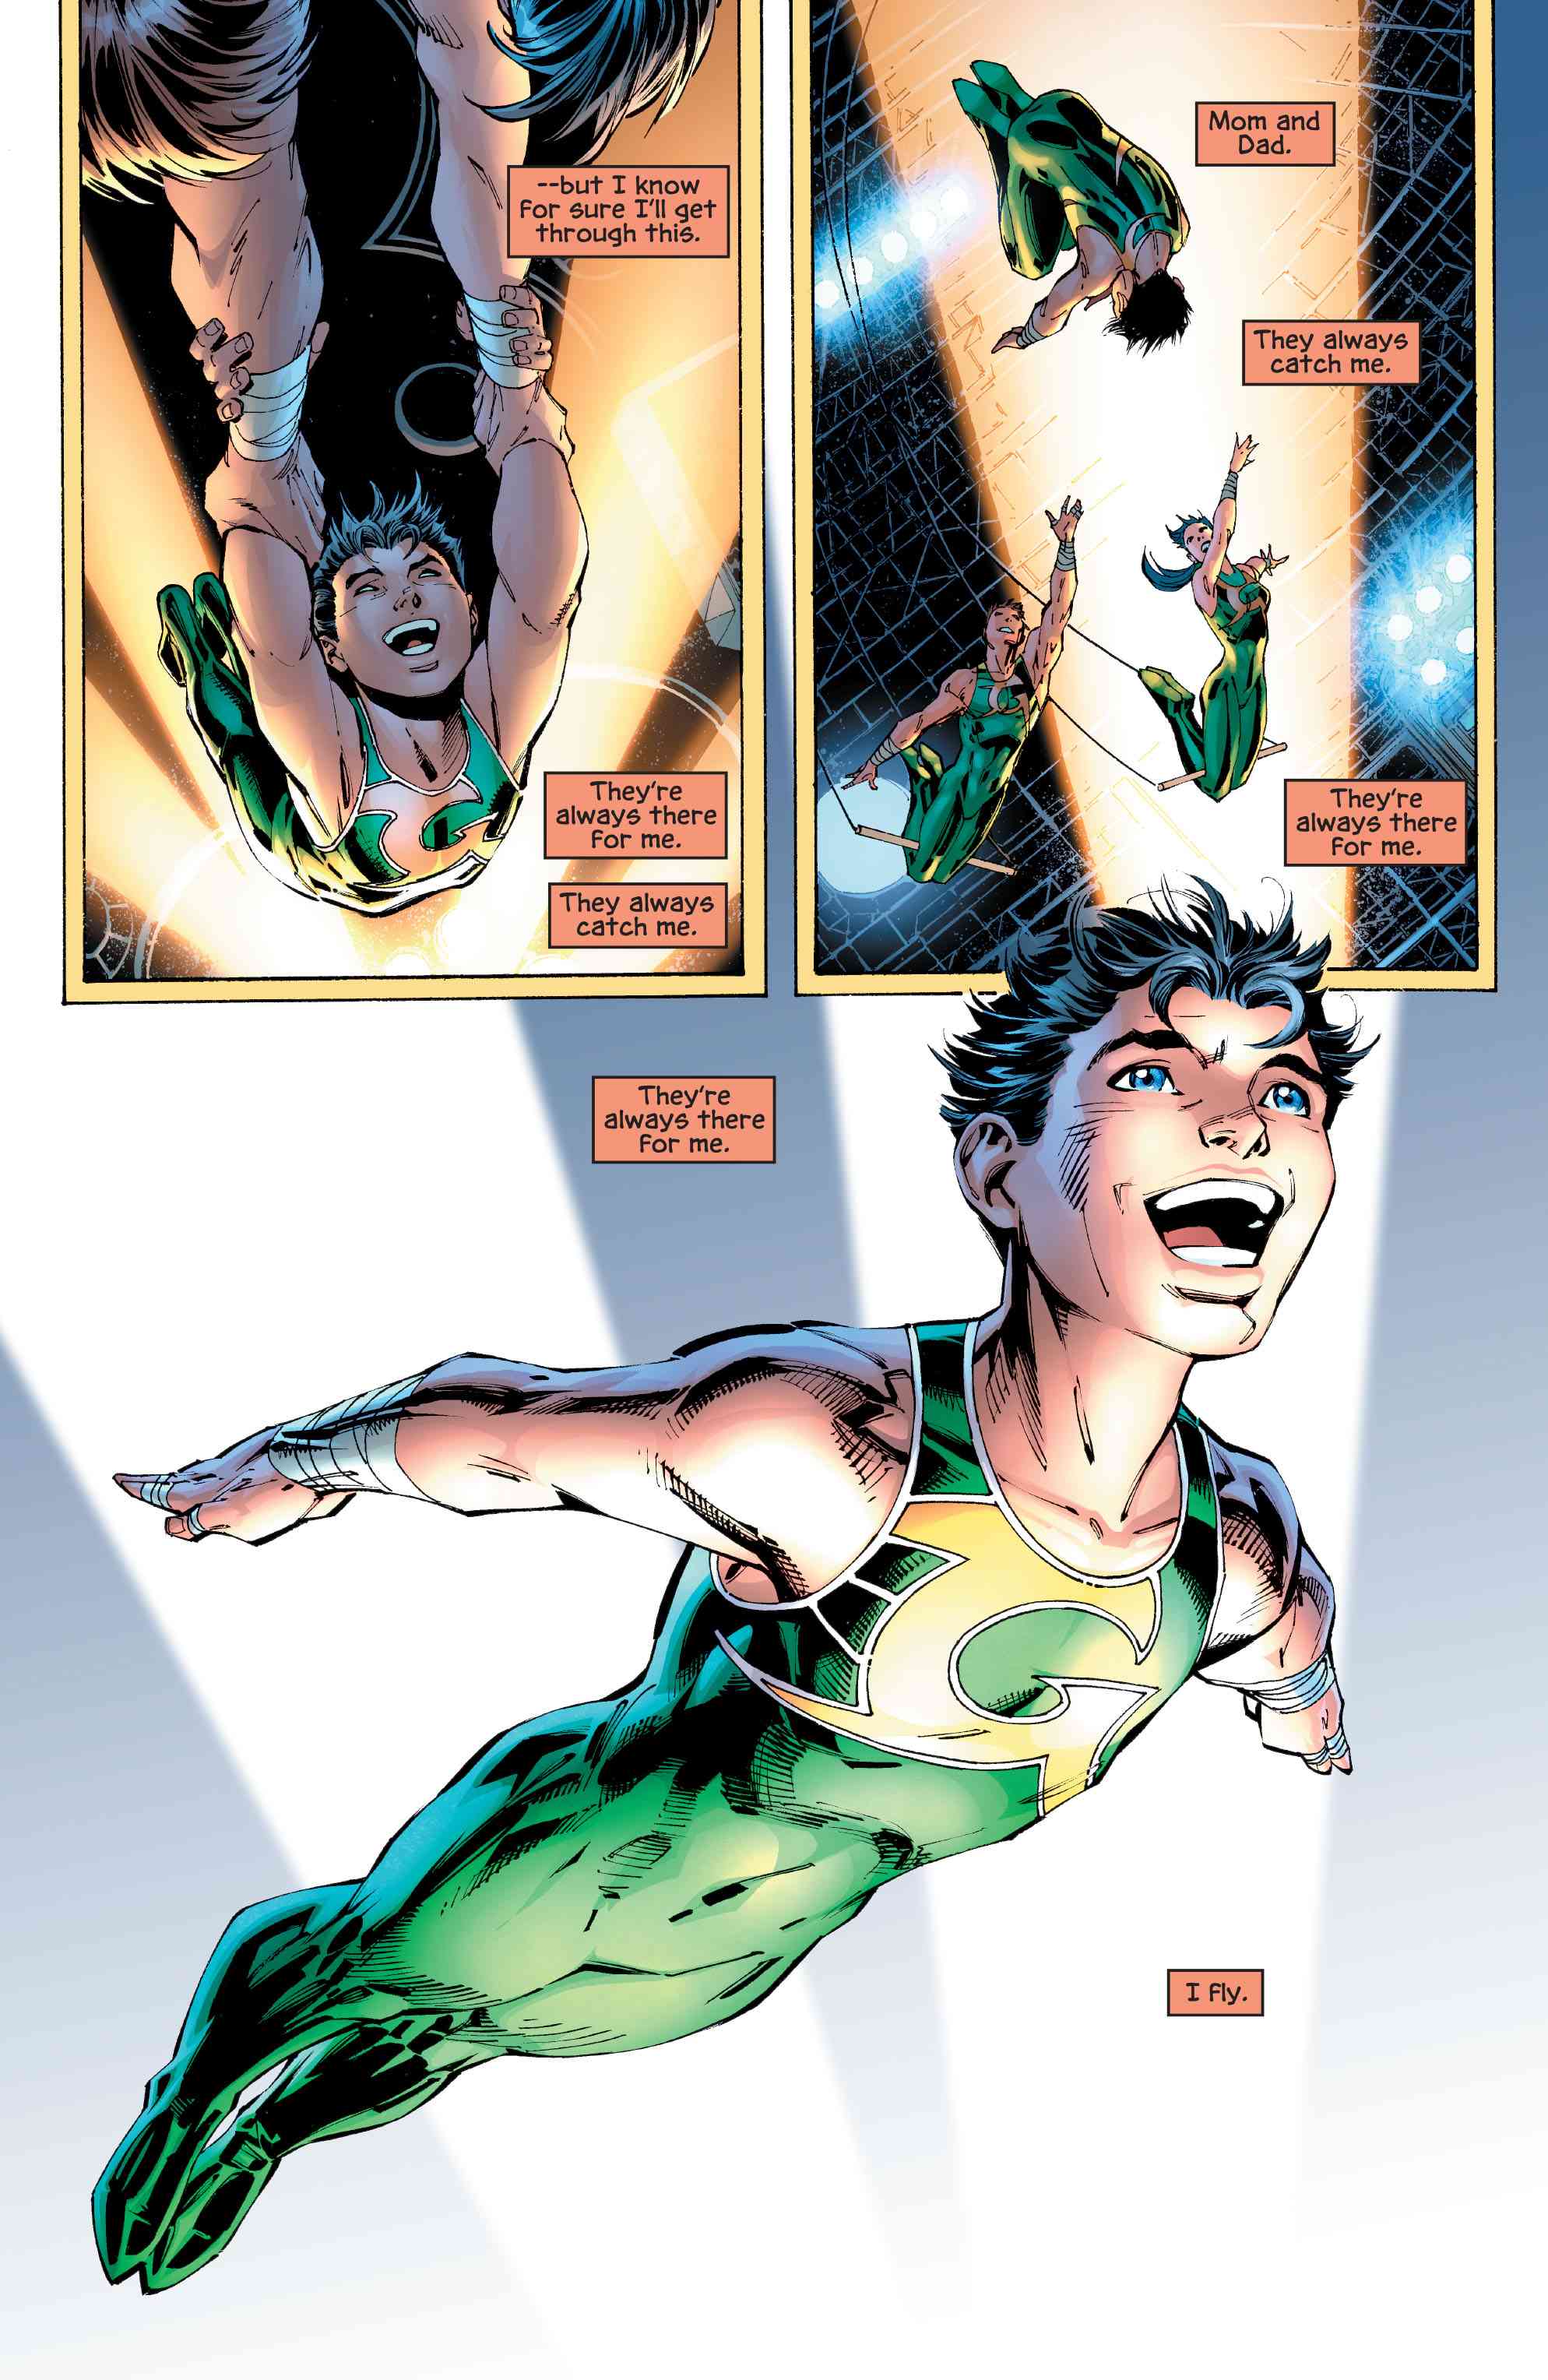 --but I know
for sure I'll get
through this.
They're
always there
for me.
They always
catch me.
Mom and
Dad.
They always
catch me.
They're
always there
for me.
They're
always there
for me.
G
I fly.